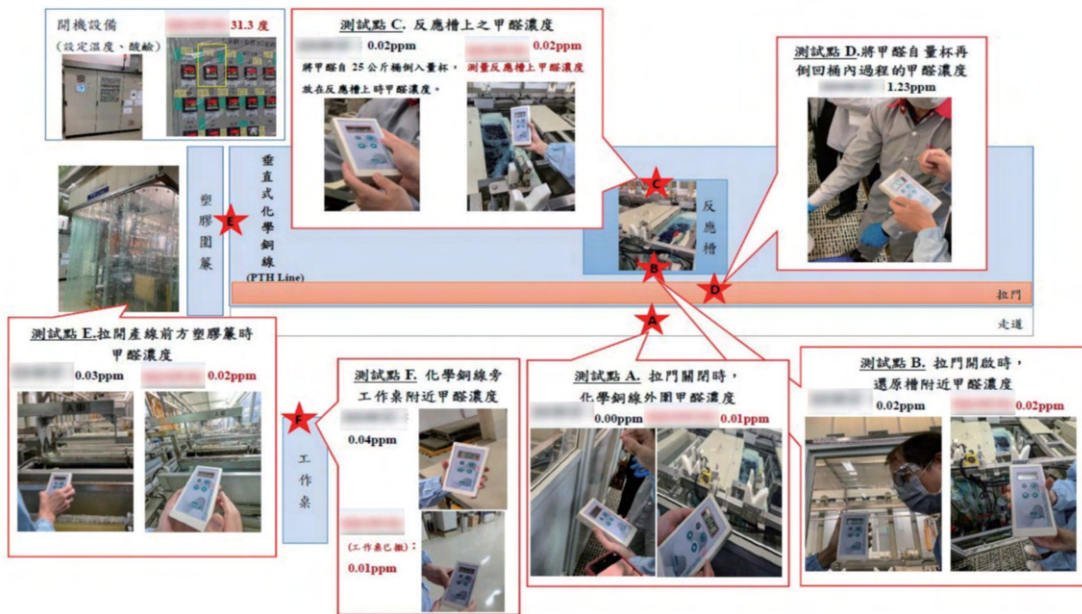 開機設備
(設定溫度、酸鹼)
31.3 度
測試點 C. 反應槽上之甲醛濃度
0.02ppm
將甲醛自 25 公斤桶倒入量杯，
放在反應槽上時甲醛濃度。
0.02ppm
測量反應槽上甲醛濃度
測試點 D.將甲醛自量杯再
倒回桶內過程的甲醛濃度
1.23ppm
塑膠圍簾
E
垂直式化學銅線
(PTH Line)
C
反應槽
B
D
拉門
A
走道
測試點 E.拉開產線前方塑膠簾時
甲醛濃度
0.03ppm
0.02ppm
F
工作桌
測試點 F. 化學銅線旁
工作桌附近甲醛濃度
0.04ppm
(工作桌已搬)：
0.01ppm
測試點 A. 拉門關閉時，
化學銅線外圍甲醛濃度
0.00ppm
0.01ppm
測試點 B. 拉門開啟時，
還原槽附近甲醛濃度
0.02ppm
0.02ppm